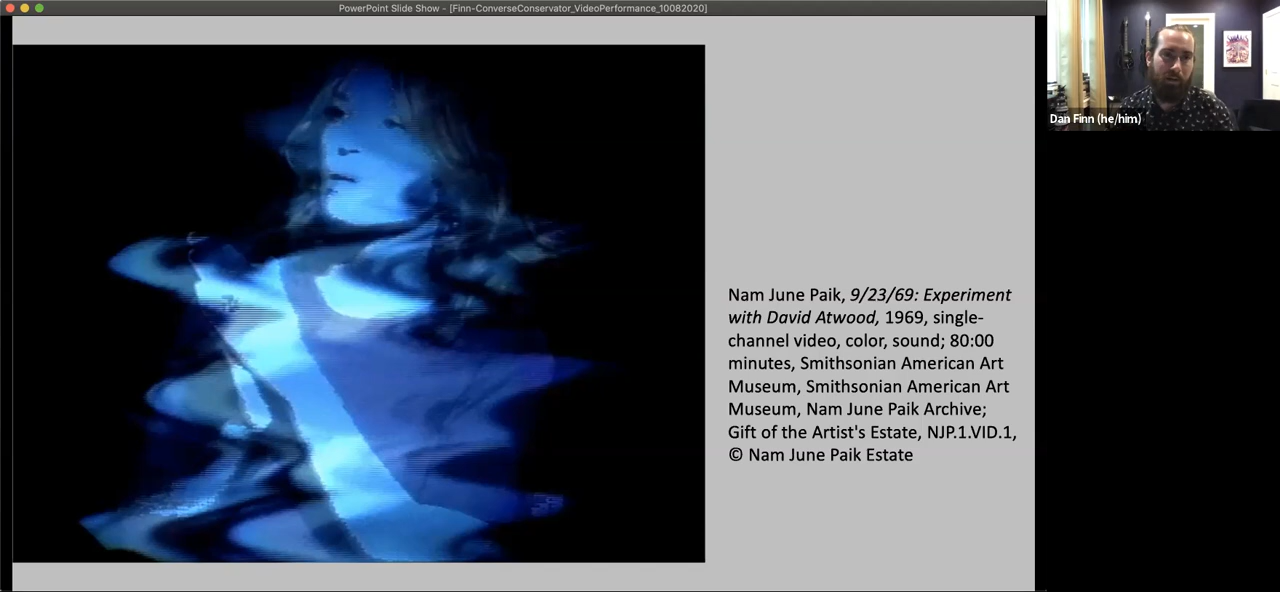 PowerPoint Slide Show - [Finn-ConverseConservator_VideoPerformance_10082020]
Dan Finn (he/him)
Nam June Paik, 9/23/69: Experiment
with David Atwood, 1969, single-
channel video, color, sound; 80:00
minutes, Smithsonian American Art
Museum, Smithsonian American Art
Museum, Nam June Paik Archive;
Gift of the Artist's Estate, NJP.1.VID.1,
© Nam June Paik Estate